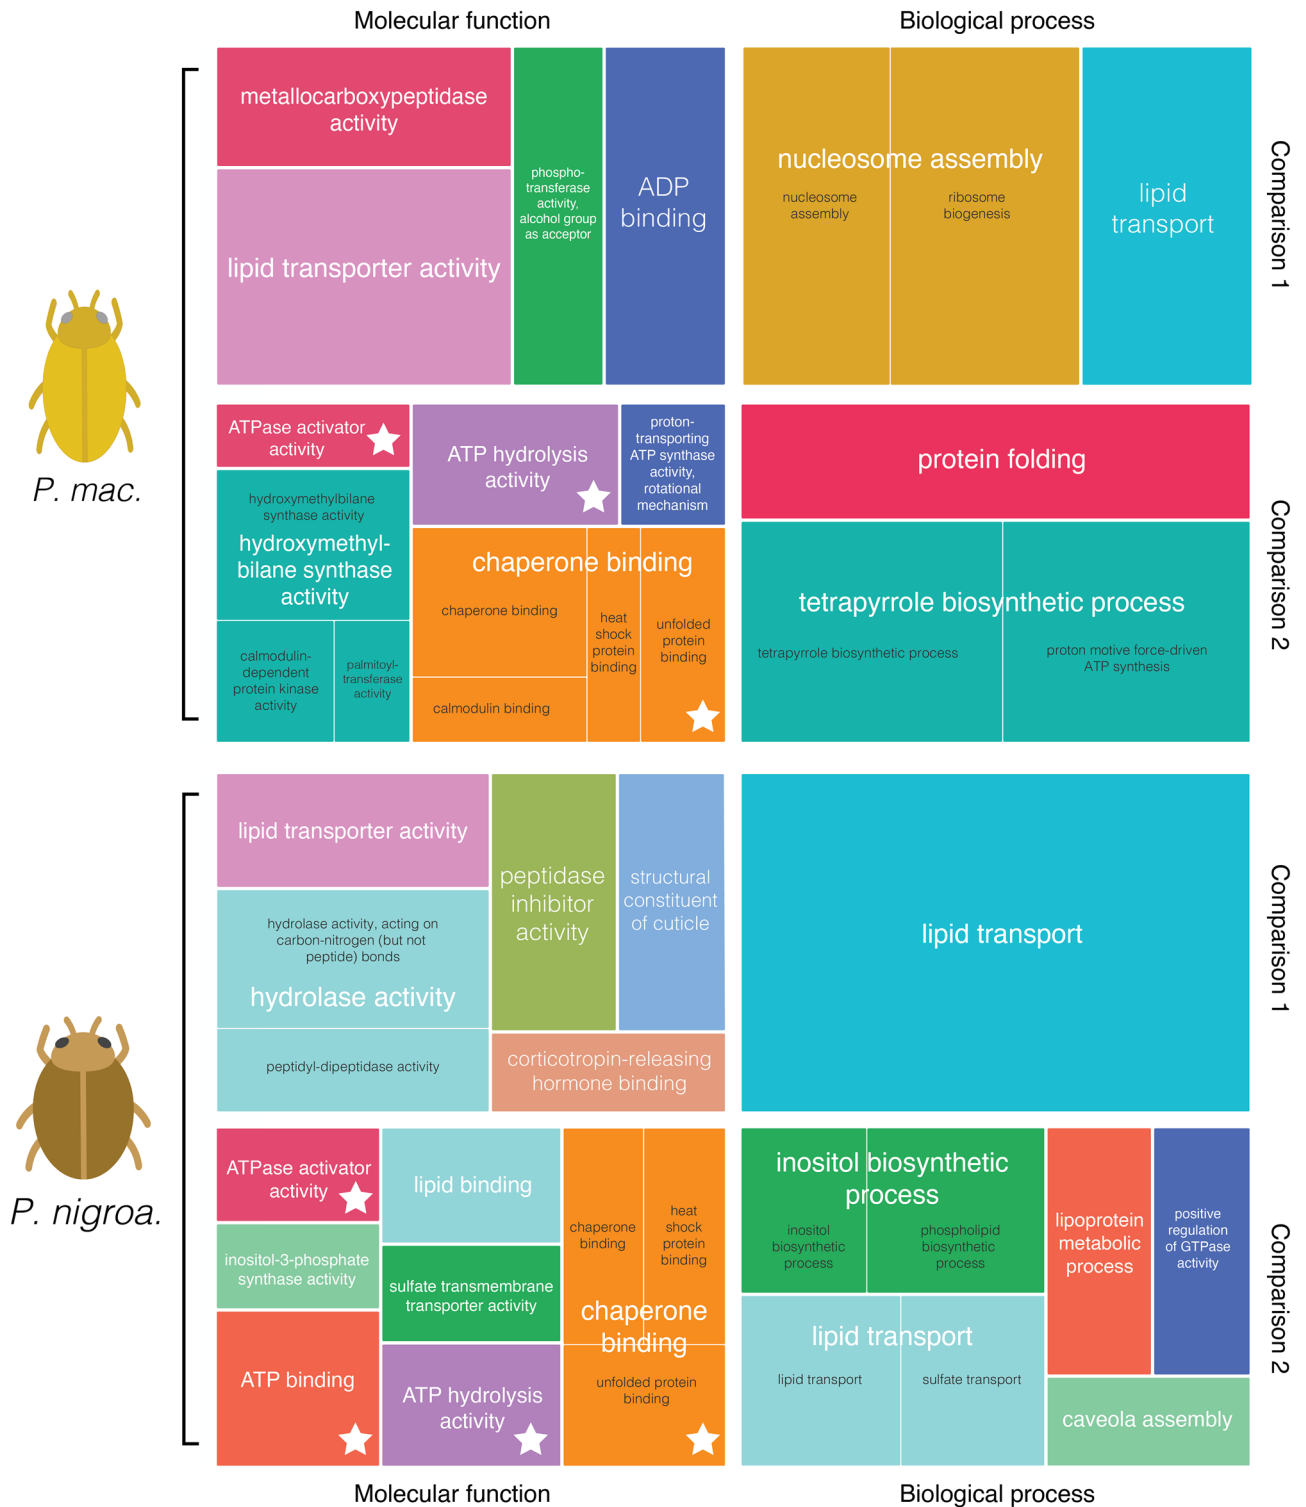 Molecular function
Biological process
metallocarboxypeptidase
activity
lipid transporter activity
phospho-
transferase
activity,
alcohol group
as acceptor
ADP
binding
nucleosome assembly
nucleosome
assembly
ribosome
biogenesis
lipid
transport
Comparison 1
P. mac.
ATPase activator
activity
hydroxymethylbilane
synthase activity
hydroxymethyl-
bilane synthase
activity
calmodulin-
dependent
protein kinase
activity
palmitoyl-
transferase
activity
ATP hydrolysis
activity
proton-
transporting
ATP synthase
activity,
rotational
mechanism
chaperone binding
chaperone binding
calmodulin binding
heat
shock
protein
binding
unfolded
protein
binding
protein folding
tetrapyrrole biosynthetic process
tetrapyrrole biosynthetic process
proton motive force-driven
ATP synthesis
Comparison 2
lipid transporter activity
hydrolase activity, acting on
carbon-nitrogen (but not
peptide) bonds
hydrolase activity
peptidyl-dipeptidase activity
peptidase
inhibitor
activity
structural
constituent
of cuticle
corticotropin-releasing
hormone binding
lipid transport
Comparison 1
P. nigroa.
ATPase activator
activity
inositol-3-phosphate
synthase activity
ATP binding
lipid binding
sulfate transmembrane
transporter activity
ATP hydrolysis
activity
chaperone
binding
heat
shock
protein
binding
chaperone
binding
unfolded protein
binding
inositol biosynthetic
process
inositol
biosynthetic
process
phospholipid
biosynthetic
process
lipid transport
lipid transport
sulfate transport
lipoprotein
metabolic
process
positive
regulation
of GTPase
activity
caveola assembly
Comparison 2
Molecular function
Biological process